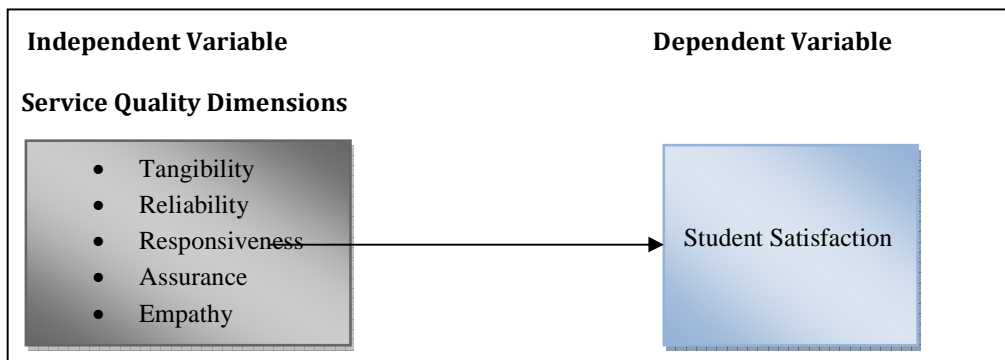 Independent Variable
Dependent Variable
Service Quality Dimensions
• Tangibility
• Reliability
• Responsiveness
• Assurance
• Empathy
Student Satisfaction